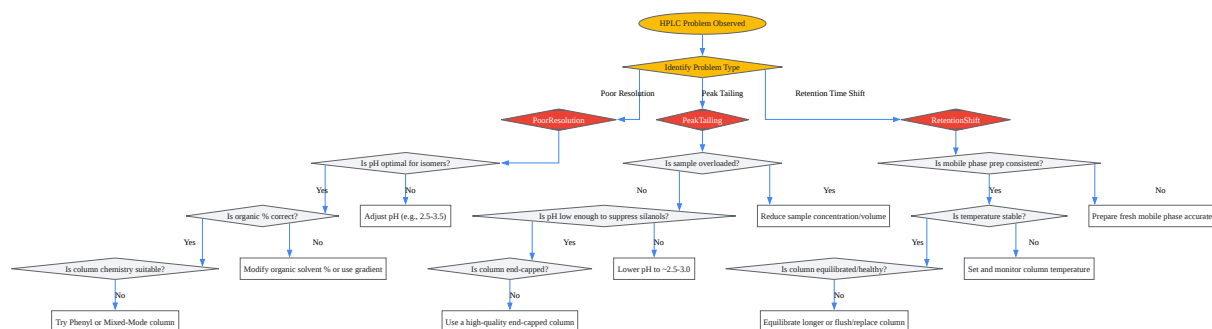 HPLC Problem Observed
Identify Problem Type
Poor Resolution
Peak Tailing
Retention Time Shift
PoorResolution
PeakTailing
RetentionShift
Is pH optimal for isomers?
Is sample overloaded?
Is mobile phase prep consistent?
Yes
No
No
Yes
Yes
No
Is organic % correct?
Adjust pH (e.g., 2.5-3.5)
Is pH low enough to suppress silanols?
Reduce sample concentration/volume
Is temperature stable?
Prepare fresh mobile phase accurate
Yes
No
Yes
No
Yes
No
Is column chemistry suitable?
Modify organic solvent % or use gradient
Is column end-capped?
Lower pH to ~2.5-3.0
Is column equilibrated/healthy?
Set and monitor column temperature
No
No
No
Try Phenyl or Mixed-Mode column
Use a high-quality end-capped column
Equilibrate longer or flush/replace column